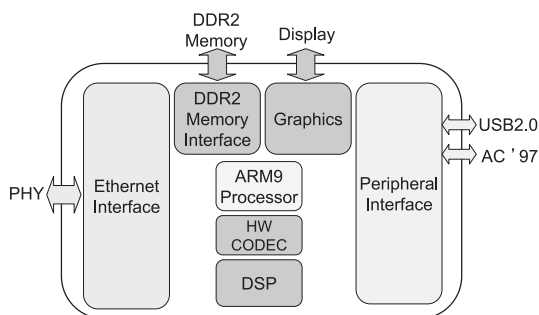 DDR2
Memory
Display
DDR2
Memory
Interface
Graphics
USB2.0
AC ' 97
PHY
Ethernet
Interface
ARM9
Processor
Peripheral
Interface
HW
CODEC
DSP